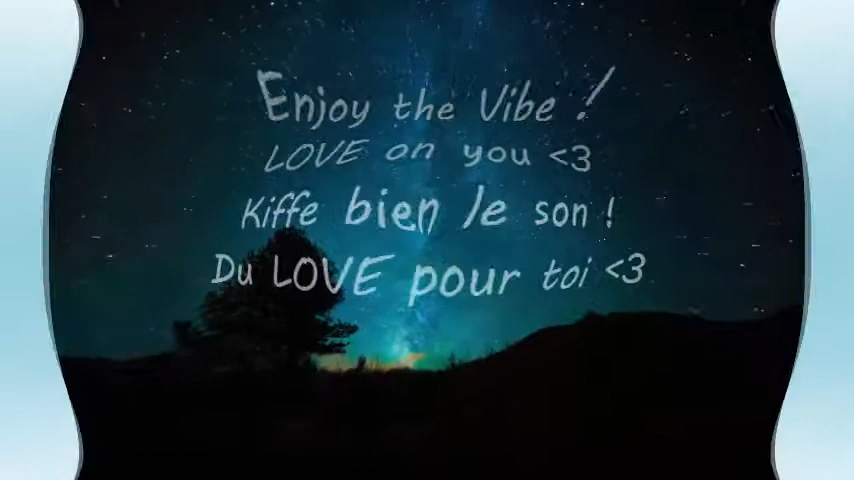 Enjoy the Vibe !
LOVE on you <3
Kiffe bien le son !
Du LOVE pour toi <3